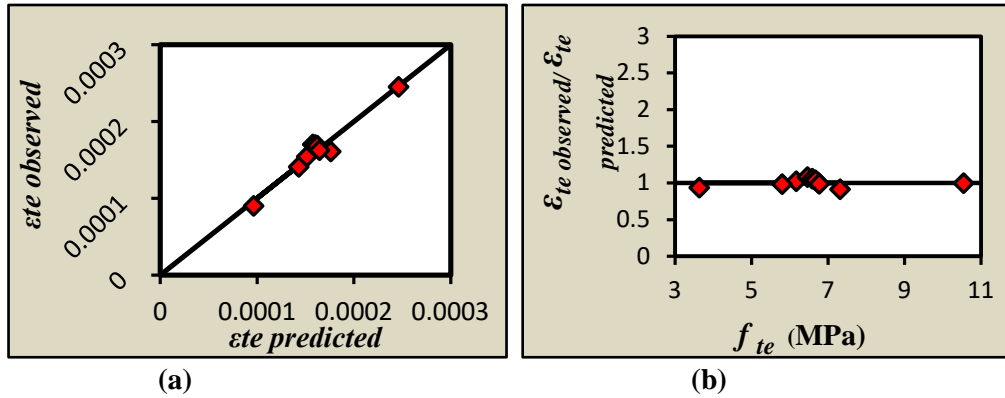 0.0003
0.0002
0.0001
0
εte observed
0 0.0001 0.0002 0.0003
εte predicted
(a)
3
2.5
2
1.5
1
0.5
0
εte observed/ εte
predicted
3 5 7 9 11
f te (MPa)
(b)